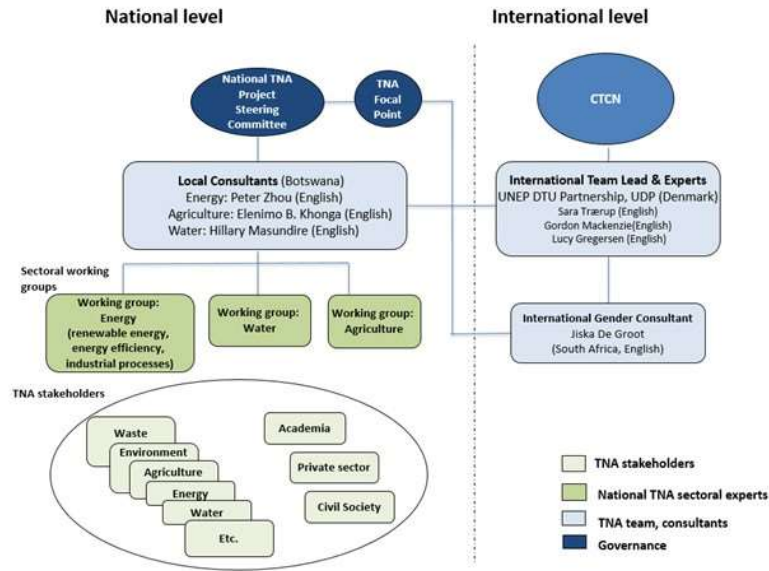 National level
International level
National TNA
Project
Steering
Committee
TNA
Focal
Point
CTCN
Local Consultants (Botswana)
Energy: Peter Zhou (English)
Agriculture: Elenimo B. Khonga (English)
Water: Hillary Masundire (English)
International Team Lead & Experts
UNEP DTU Partnership, UDP (Denmark)
Sara Trærup (English)
Gordon Mackenzie(English)
Lucy Gregersen (English)
Sectoral working
groups
Working group:
Energy
(renewable energy,
energy efficiency,
industrial processes)
Working group:
Water
Working group:
Agriculture
International Gender Consultant
Jiska De Groot
(South Africa, English)
TNA stakeholders
Waste
Environment
Agriculture
Energy
Water
Etc.
Academia
Private sector
Civil Society
TNA stakeholders
National TNA sectoral experts
TNA team, consultants
Governance